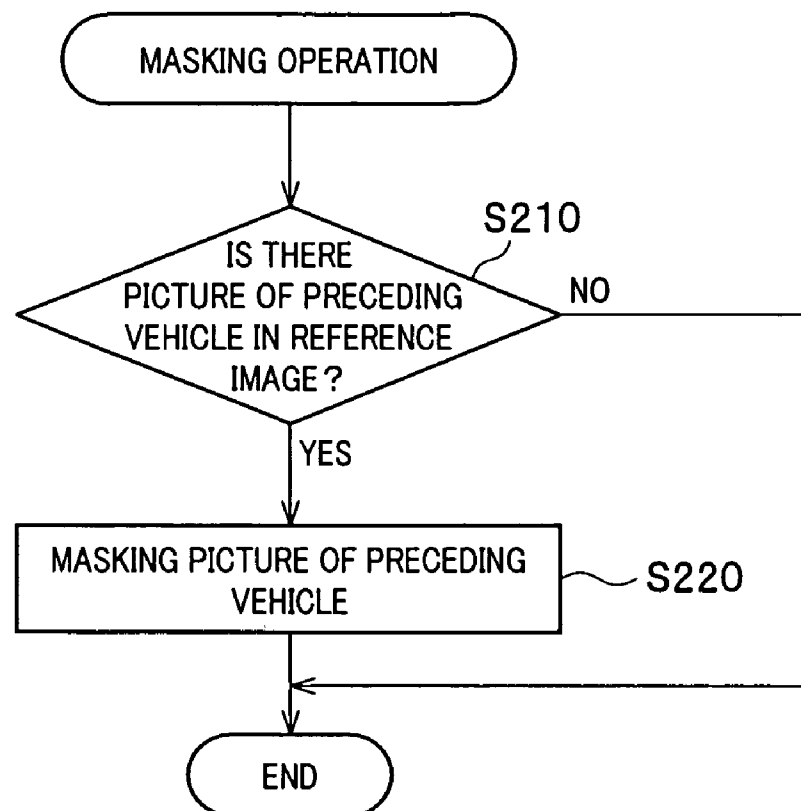 MASKING OPERATION
S210
IS THERE
PICTURE OF PRECEDING
VEHICLE IN REFERENCE
IMAGE?
NO
YES
MASKING PICTURE OF PRECEDING
VEHICLE
S220
END